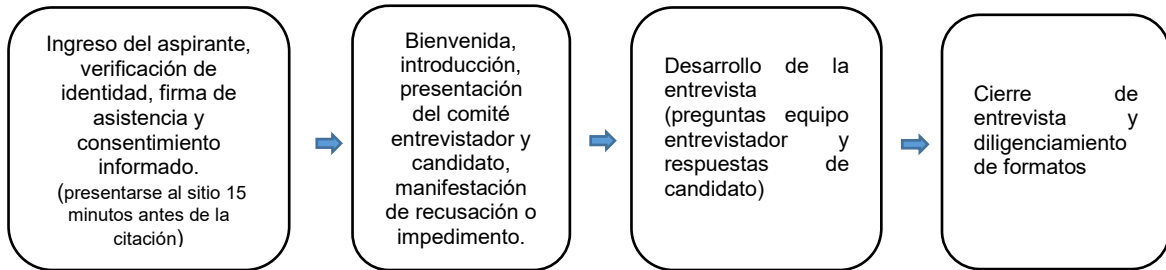 Ingreso del aspirante,
verificación de
identidad, firma de
asistencia y
consentimiento
informado.
(presentarse al sitio 15
minutos antes de la
citación)
Bienvenida,
introducción,
presentación
del comité
entrevistador y
candidato,
manifestación
de recusación o
impedimento.
Desarrollo de la
entrevista
(preguntas equipo
entrevistador y
respuestas de
candidato)
Cierre de
entrevista y
diligenciamiento
de formatos